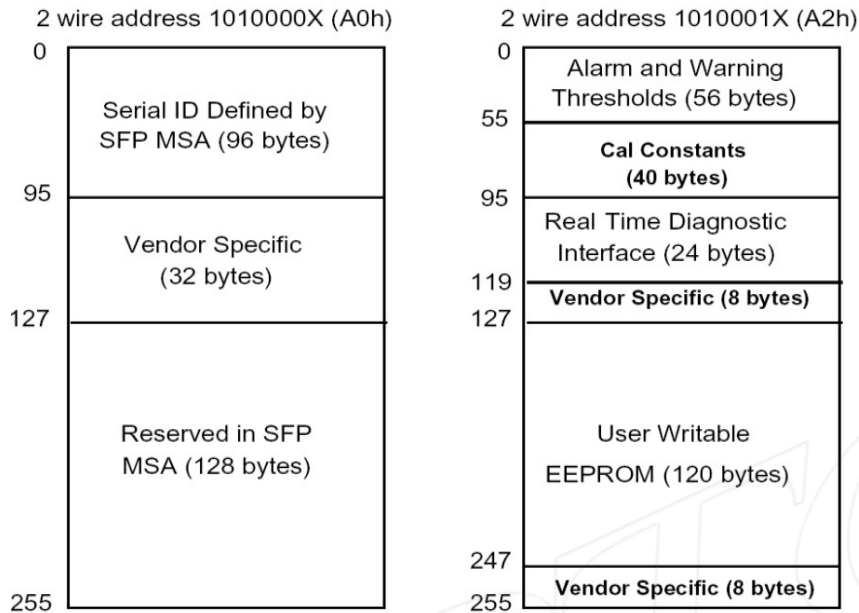 2 wire address 1010000X (A0h)
0
Serial ID Defined by
SFP MSA (96 bytes)
95
Vendor Specific
(32 bytes)
127
Reserved in SFP
MSA (128 bytes)
255
2 wire address 1010001X (A2h)
0
Alarm and Warning
Thresholds (56 bytes)
55
Cal Constants
(40 bytes)
95
Real Time Diagnostic
Interface (24 bytes)
119
Vendor Specific (8 bytes)
127
User Writable
EEPROM (120 bytes)
247
Vendor Specific (8 bytes)
255